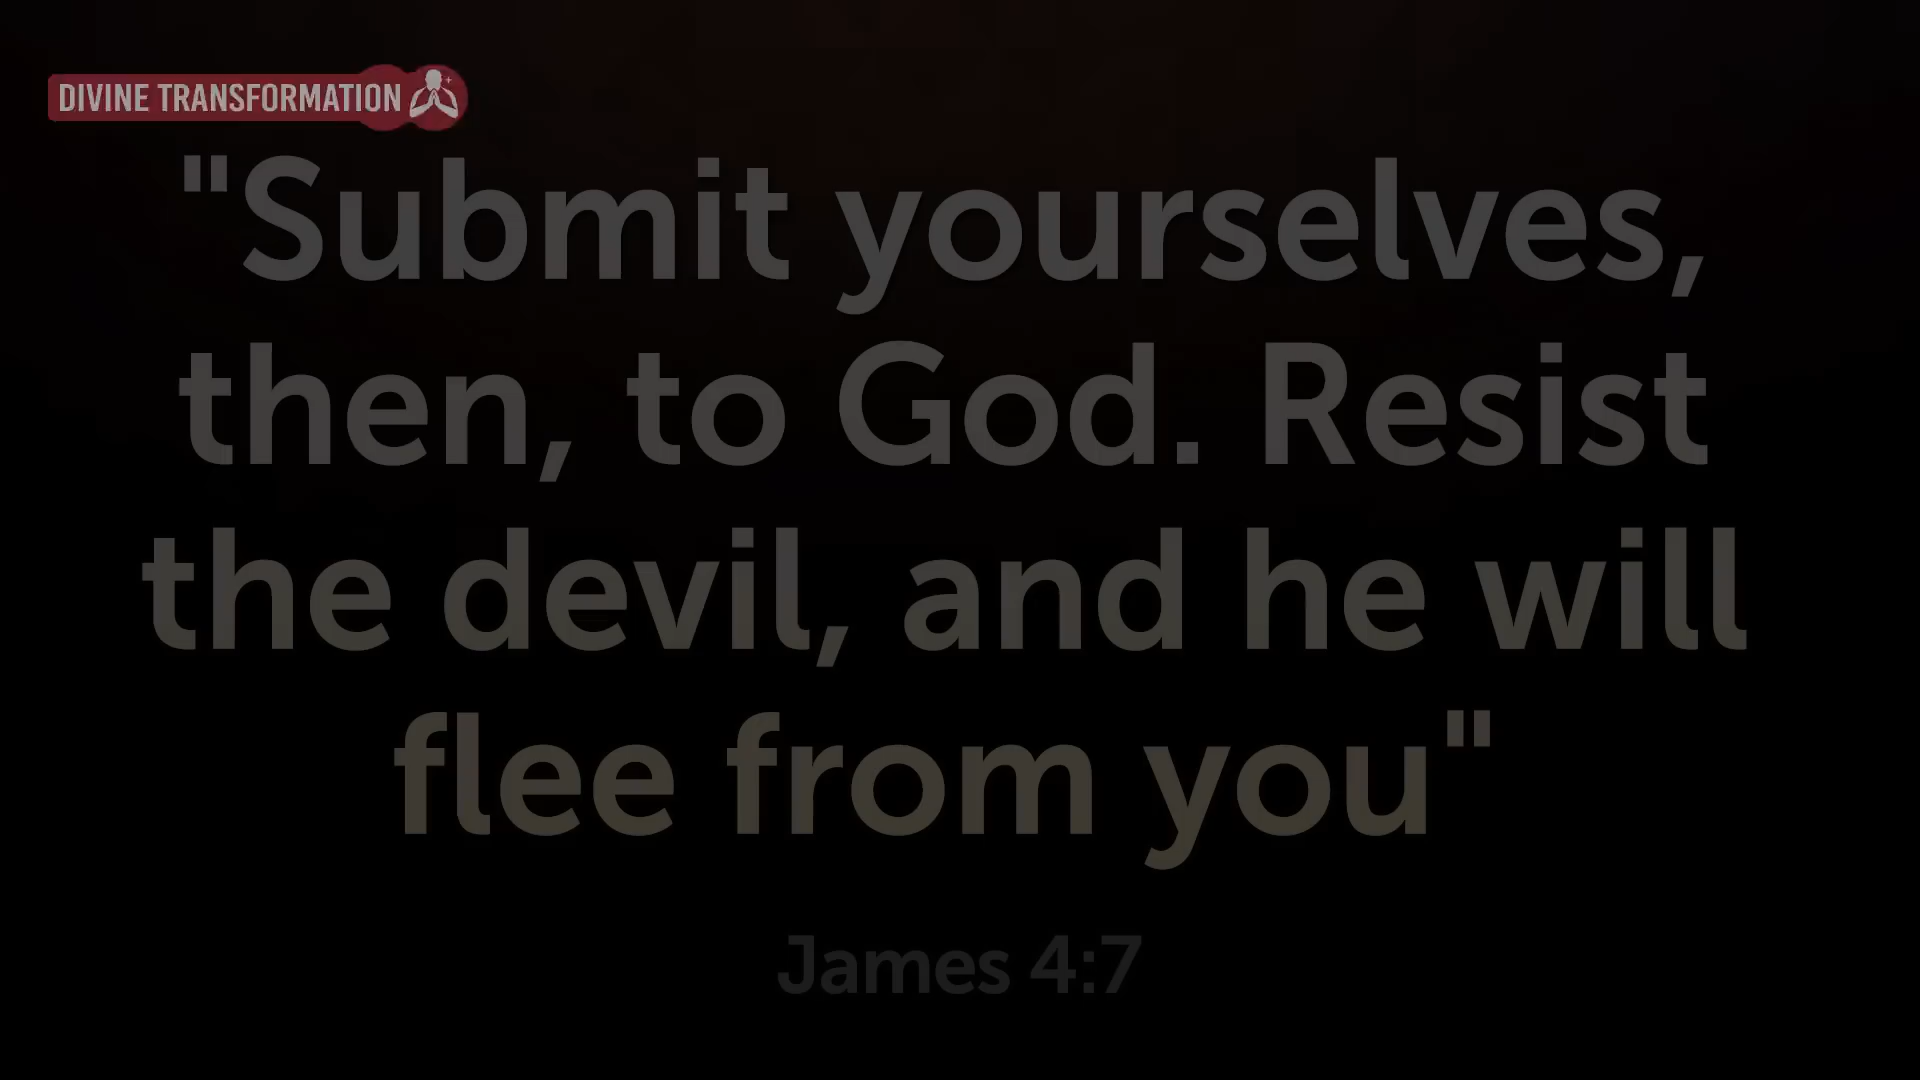 DIVINE TRANSFORMATION
"Submit yourselves,
then, to God. Resist
the devil, and he will
flee from you"
James 4:7